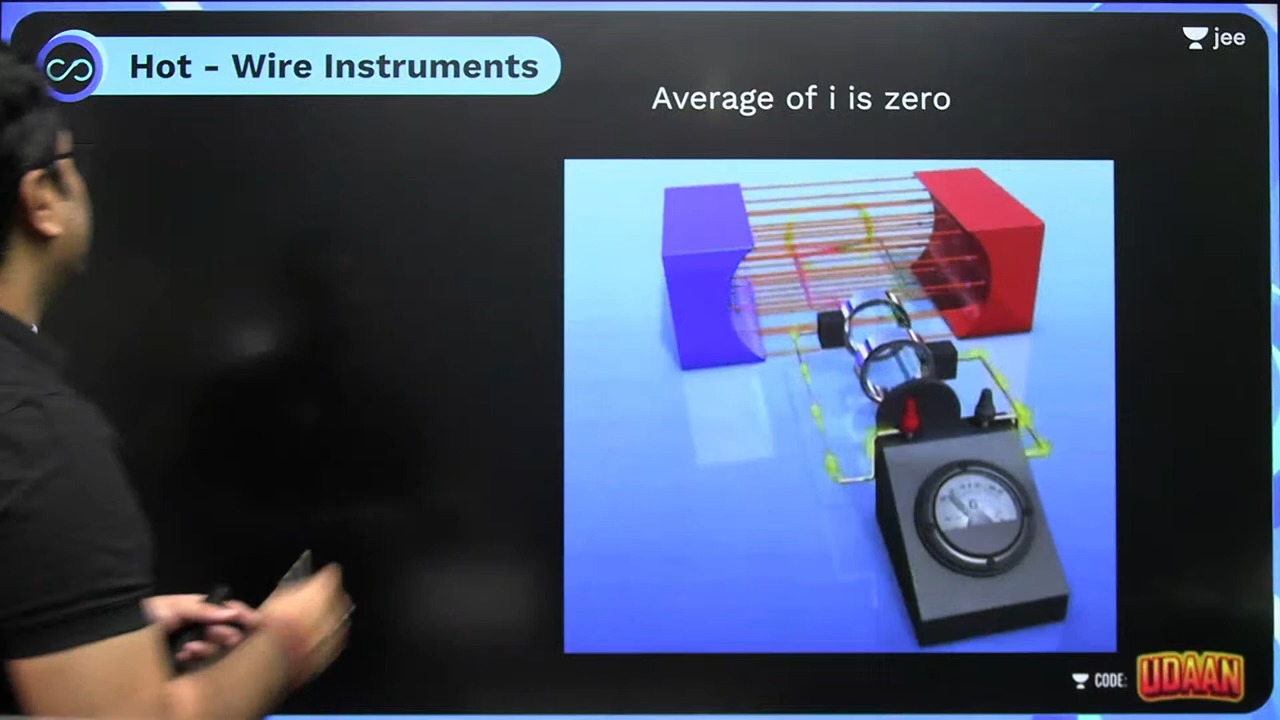 Hot - Wire Instruments
jee
Average of i is zero
G
CODE:
UDAAN